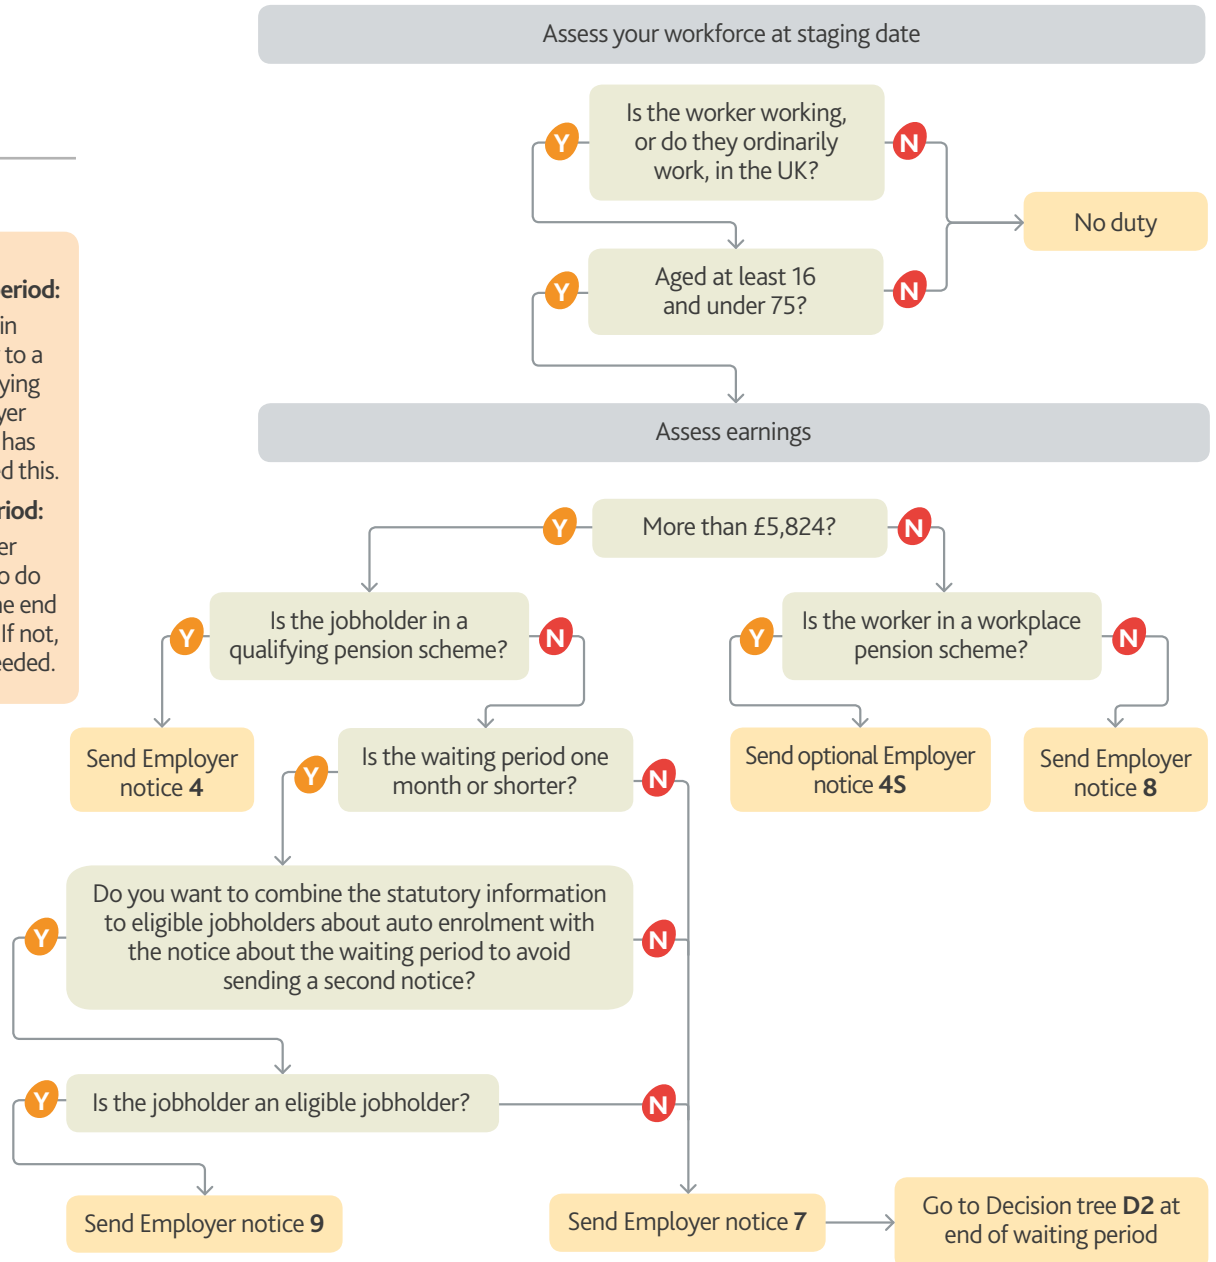 Assess your workforce at staging date
Is the worker working,
or do they ordinarily
work, in the UK?
Y
N
No duty
Aged at least 16
and under 75?
Y
N
eriod:
in
to a
ying
yer
has
d this.
riod:
er
o do
ne end
If not,
eeded.
Assess earnings
Y
More than £5,824?
N
Y
Is the jobholder in a
qualifying pension scheme?
N
Y
Is the worker in a workplace
pension scheme?
N
Send Employer
notice 4
Y
Is the waiting period one
month or shorter?
N
Send optional Employer
notice 4S
Send Employer
notice 8
Y
Do you want to combine the statutory information
to eligible jobholders about auto enrolment with
the notice about the waiting period to avoid
sending a second notice?
N
Y
Is the jobholder an eligible jobholder?
N
Send Employer notice 9
Send Employer notice 7
Go to Decision tree D2 at
end of waiting period